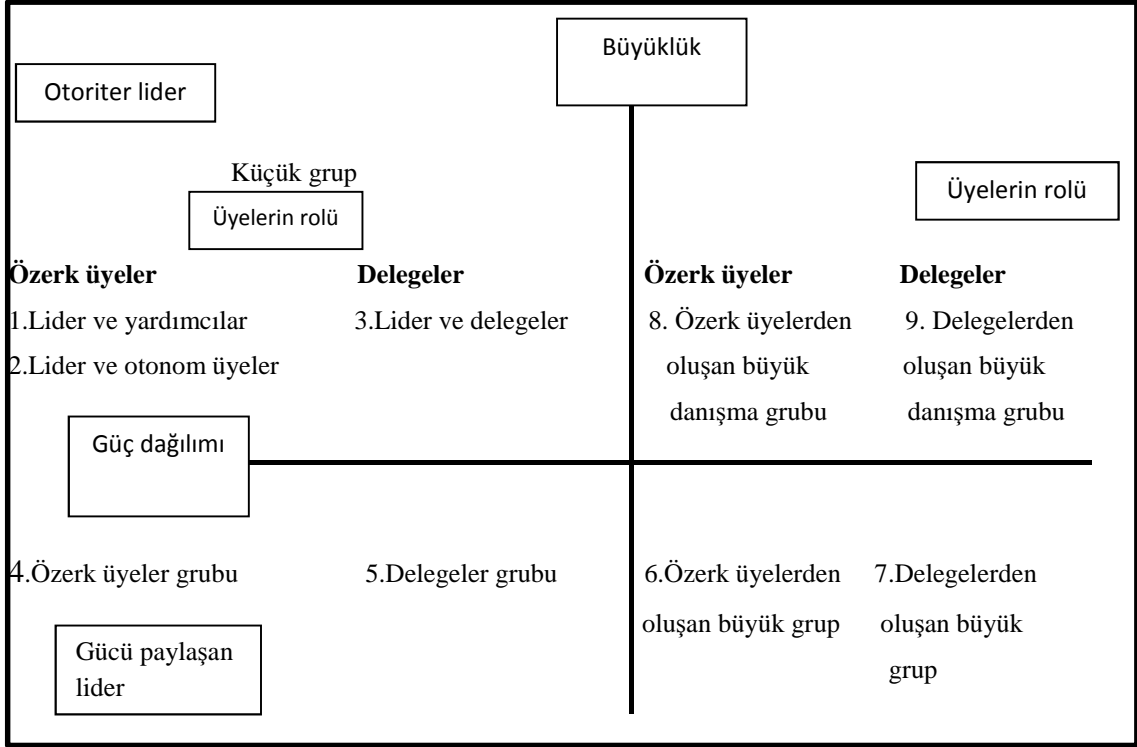 Büyüklük
Otoriter lider
Küçük grup
Üyelerin rolü
Üyelerin rolü
Özerk üyeler Delegeler Özerk üyeler Delegeler
1.Lider ve yardımcılar 3.Lider ve delegeler 8. Özerk üyelerden 9. Delegelerden
2.Lider ve otonom üyeler oluşan büyük oluşan büyük
danışma grubu danışma grubu
Güç dağılımı
4.Özerk üyeler grubu 5.Delegeler grubu 6.Özerk üyelerden 7.Delegelerden
oluşan büyük grup oluşan büyük
grup
Gücü paylaşan
lider